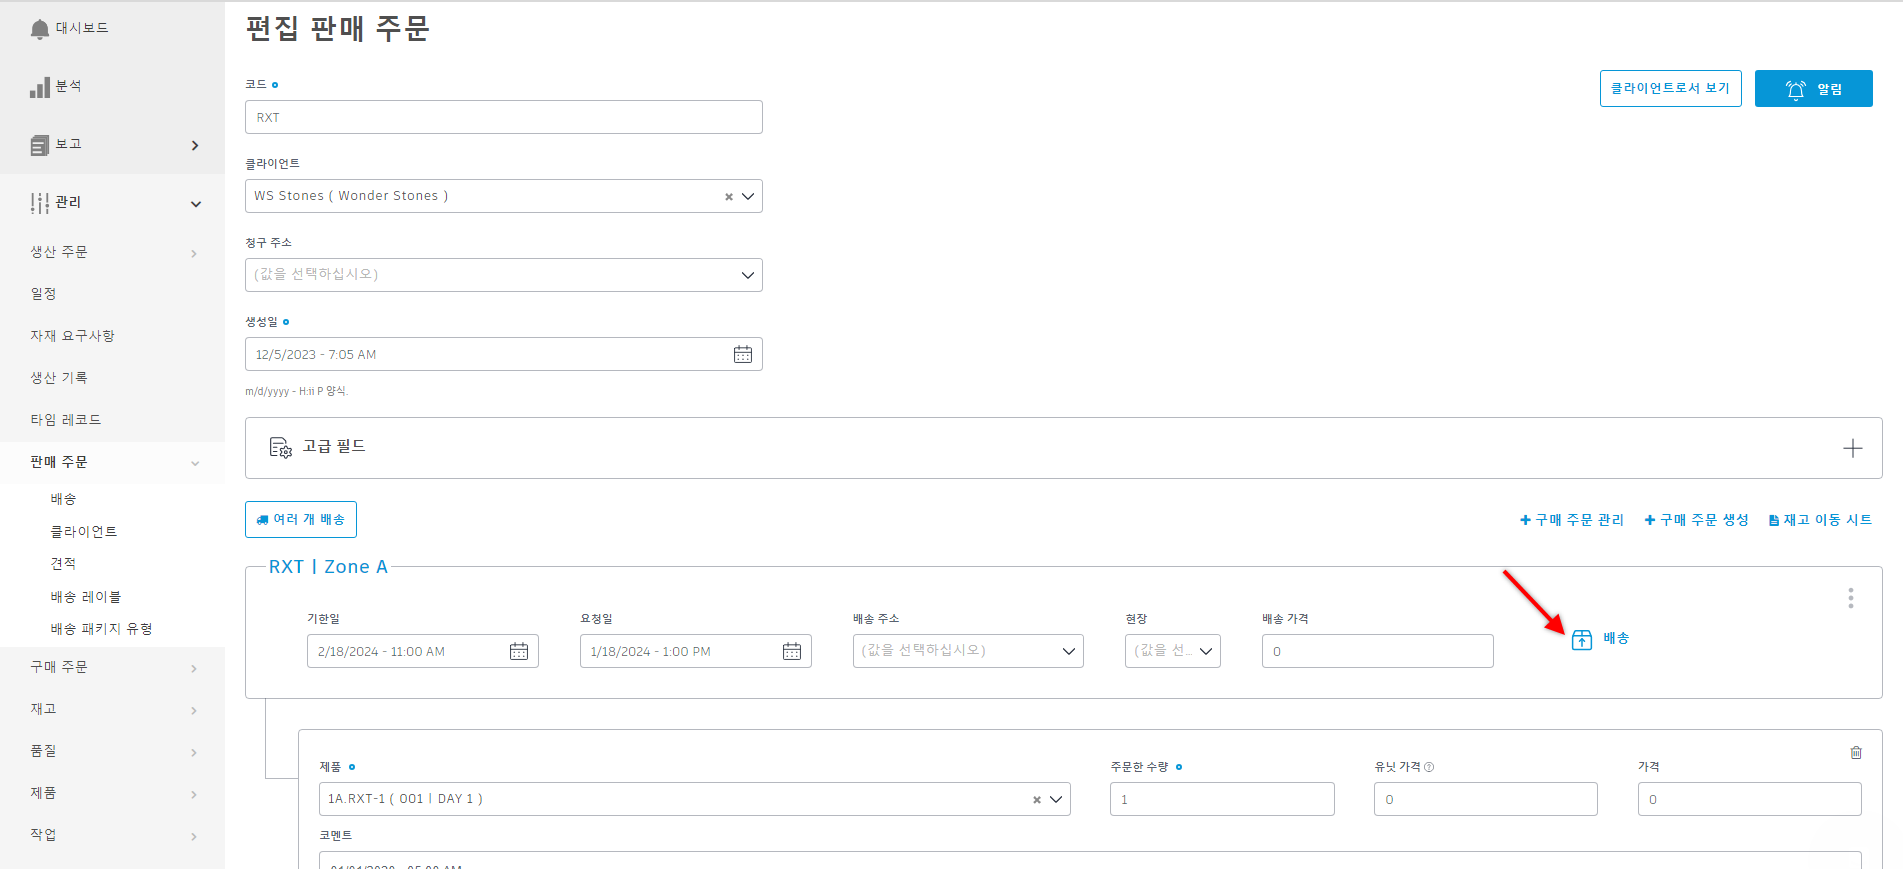 대시보드
분석
보고
관리
생산 주문
일정
자재 요구사항
생산 기록
타임 레코드
판매 주문
배송
클라이언트
견적
배송 레이블
배송 패키지 유형
구매 주문
재고
품질
제품
작업
편집 판매 주문
클라이언트로서 보기
알림
코드
RXT
클라이언트
WS Stones ( Wonder Stones )
청구 주소
(값을 선택하십시오)
생성일
12/5/2023 - 7:05 AM
m/d/yyyy - H:ii P 양식.
고급 필드
여러 개 배송
구매 주문 관리
구매 주문 생성
재고 이동 시트
RXT | Zone A
기한일
요청일
배송 주소
현장
배송 가격
2/18/2024 - 11:00 AM
1/18/2024 - 1:00 PM
(값을 선택하십시오)
(값을 선...
0
배송
제품
주문한 수량
유닛 가격
가격
1A.RXT-1 ( 001 | DAY 1 )
1
0
0
코멘트